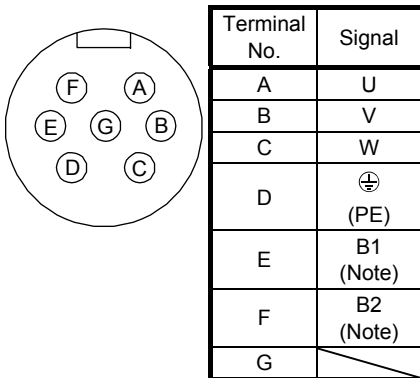 F A
E G B
D C
Terminal No. Signal
A U
B V
C W
D ⏚ (PE)
E B1 (Note)
F B2 (Note)
G